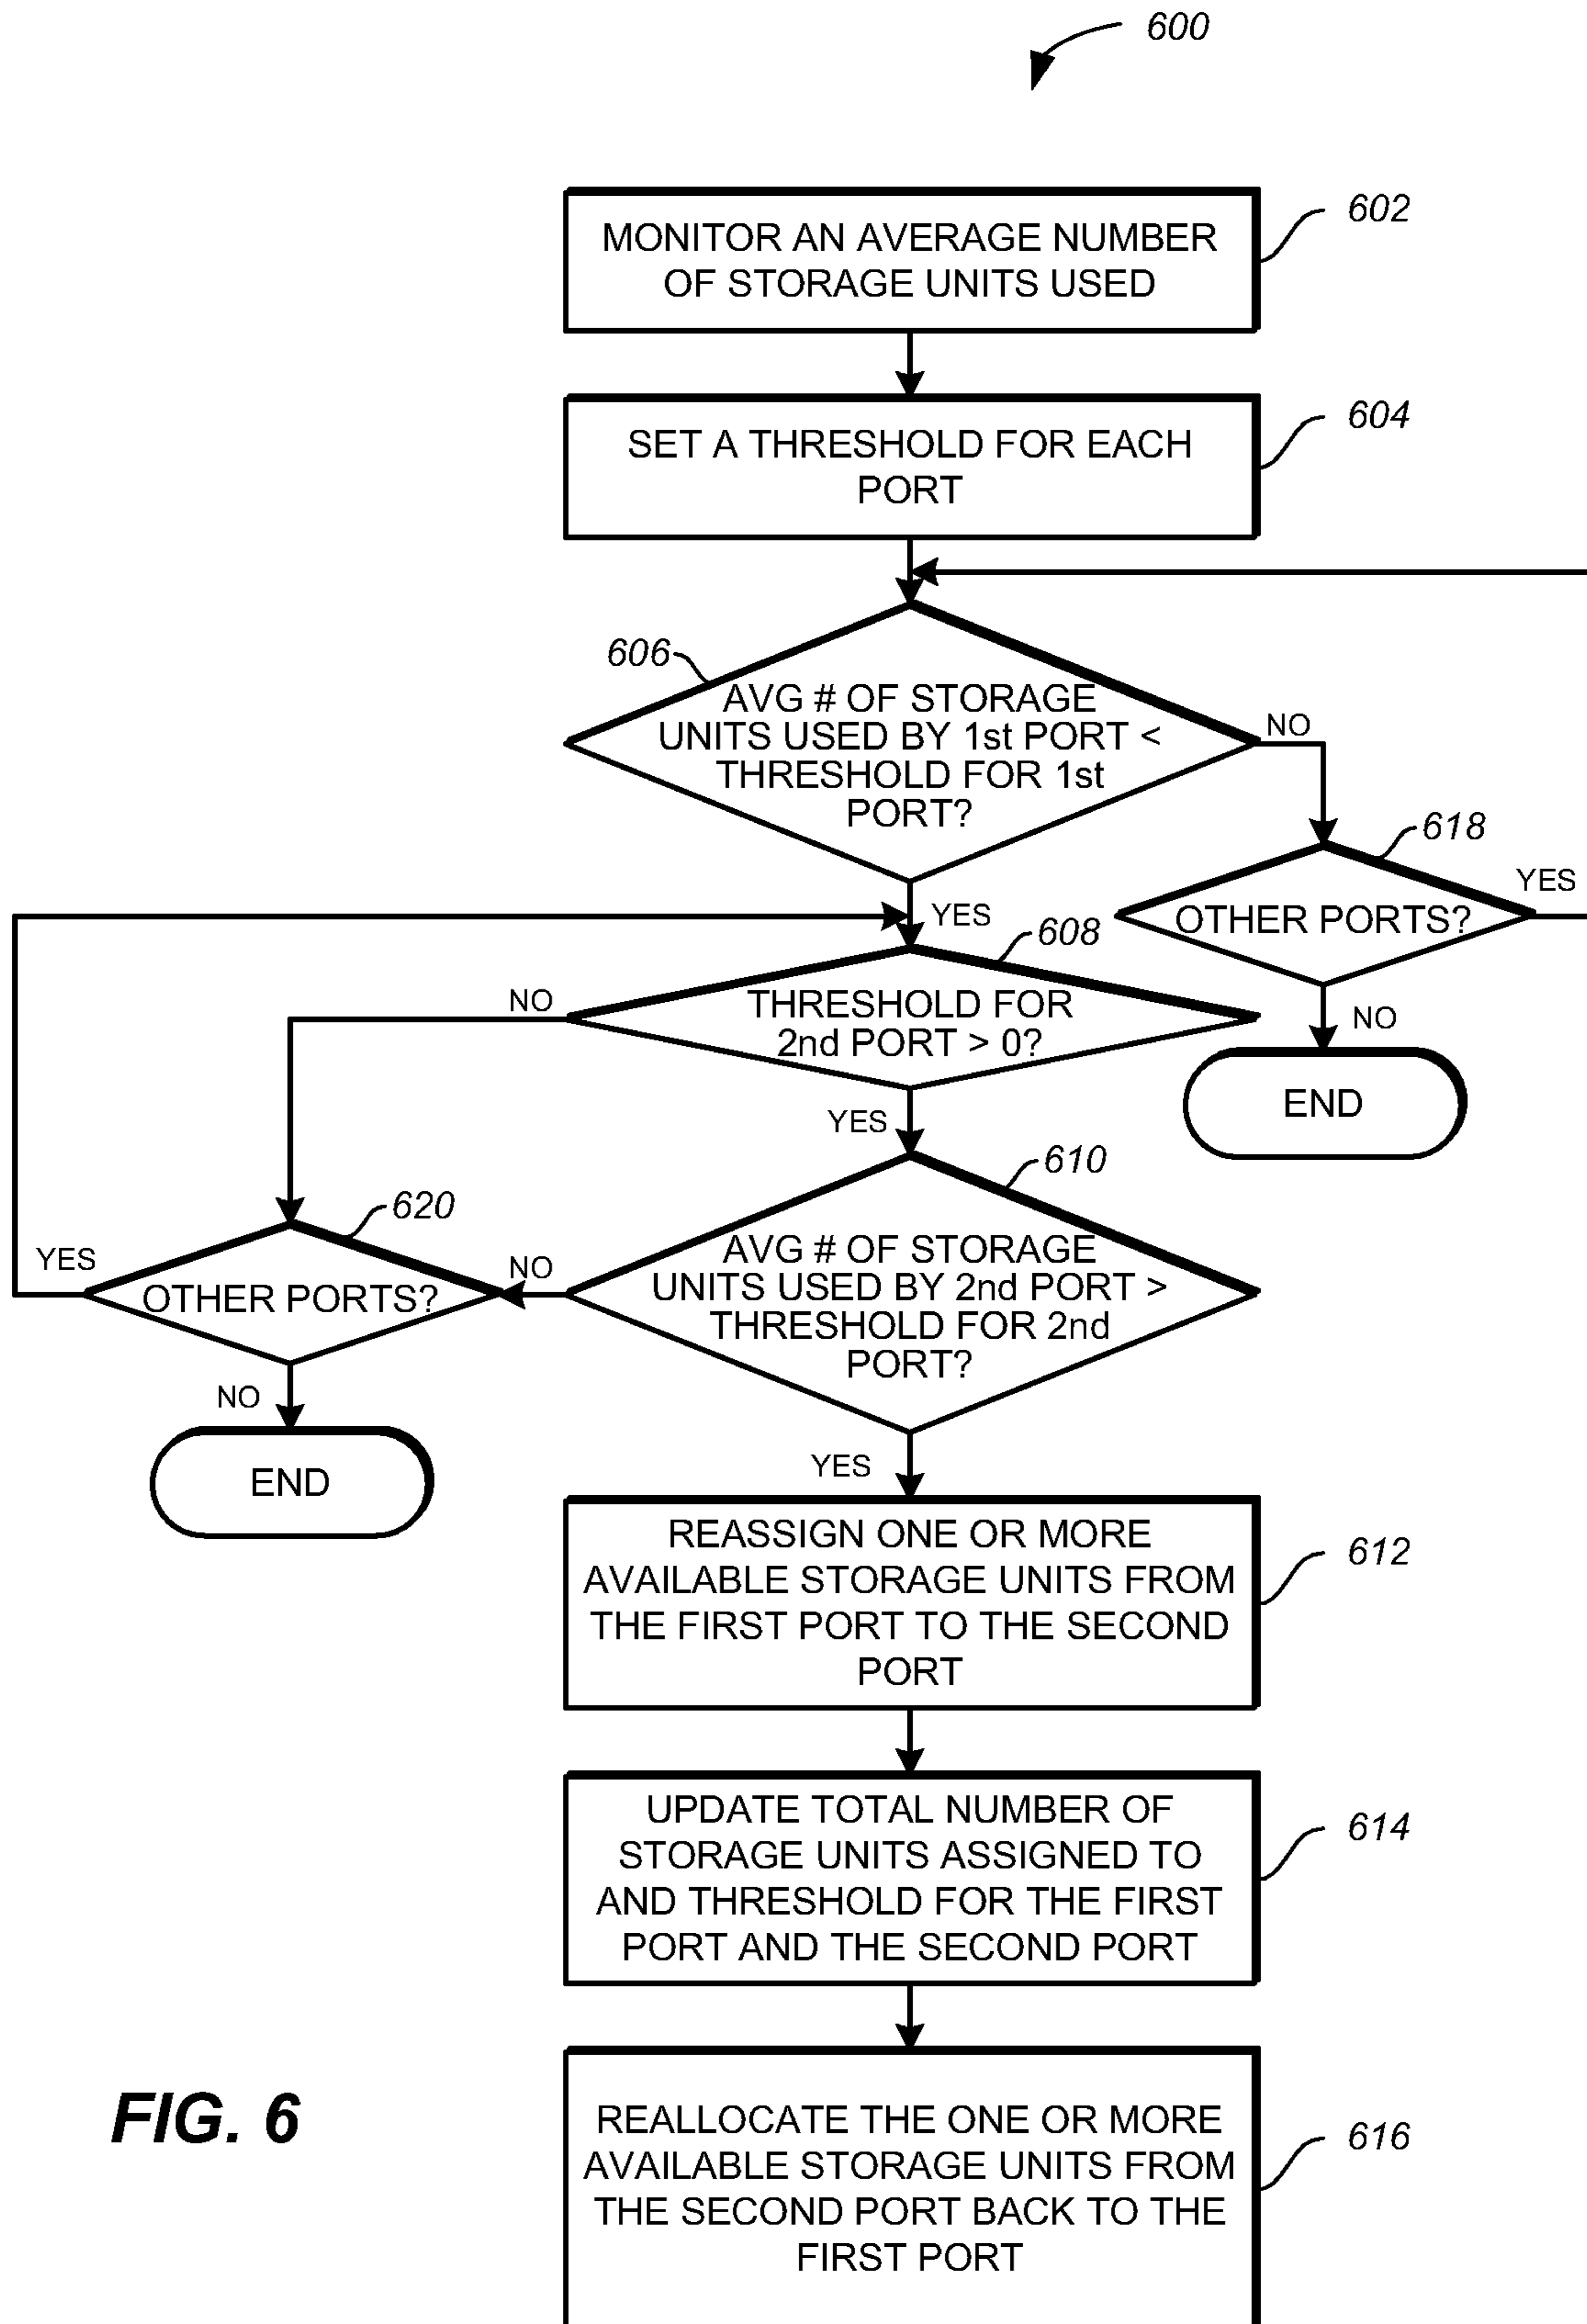 600
MONITOR AN AVERAGE NUMBER
OF STORAGE UNITS USED
602
SET A THRESHOLD FOR EACH
PORT
604
606
AVG # OF STORAGE
UNITS USED BY 1st PORT <
THRESHOLD FOR 1st
PORT?
NO
618
OTHER PORTS?
YES
NO
END
YES
608
THRESHOLD FOR
2nd PORT > 0?
NO
YES
610
AVG # OF STORAGE
UNITS USED BY 2nd PORT >
THRESHOLD FOR 2nd
PORT?
NO
620
OTHER PORTS?
YES
NO
END
YES
REASSIGN ONE OR MORE
AVAILABLE STORAGE UNITS FROM
THE FIRST PORT TO THE SECOND
PORT
612
UPDATE TOTAL NUMBER OF
STORAGE UNITS ASSIGNED TO
AND THRESHOLD FOR THE FIRST
PORT AND THE SECOND PORT
614
REALLOCATE THE ONE OR MORE
AVAILABLE STORAGE UNITS FROM
THE SECOND PORT BACK TO THE
FIRST PORT
616
FIG. 6